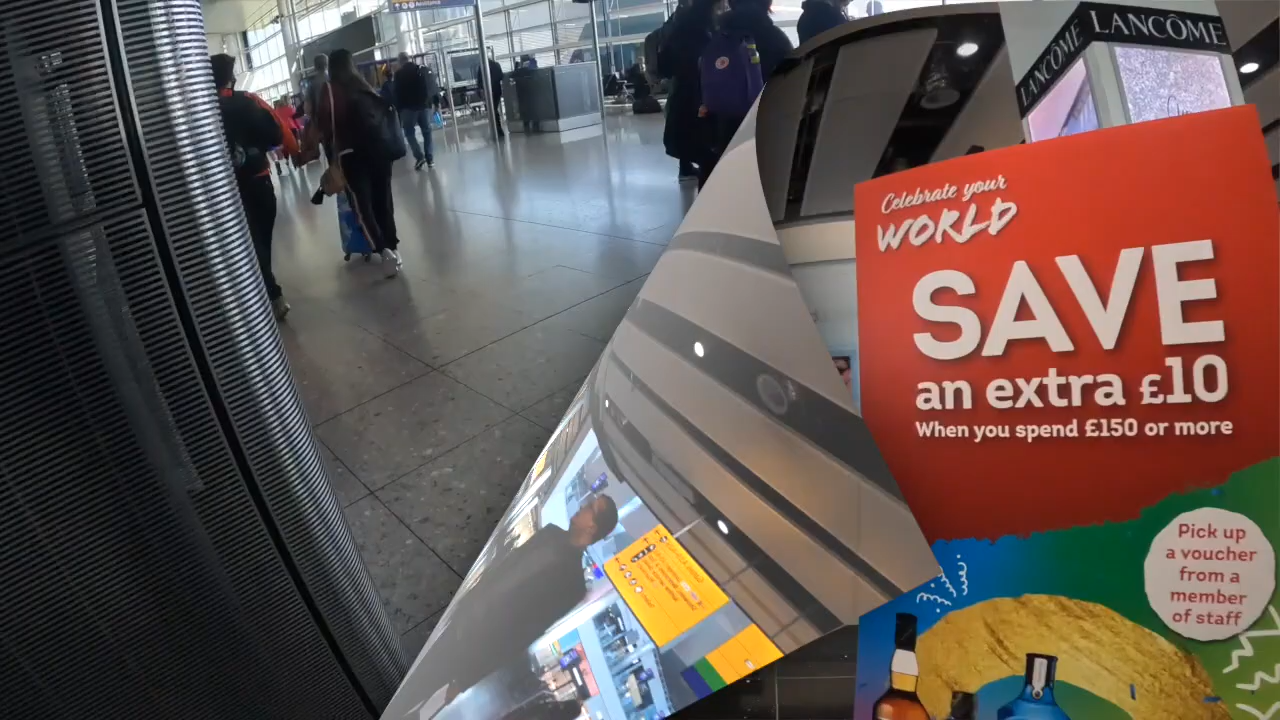 LANCÔME LANCÔME
Celebrate your
WORLD
SAVE
an extra £10
When you spend £150 or more
Pick up
a voucher
from a
member
of staff